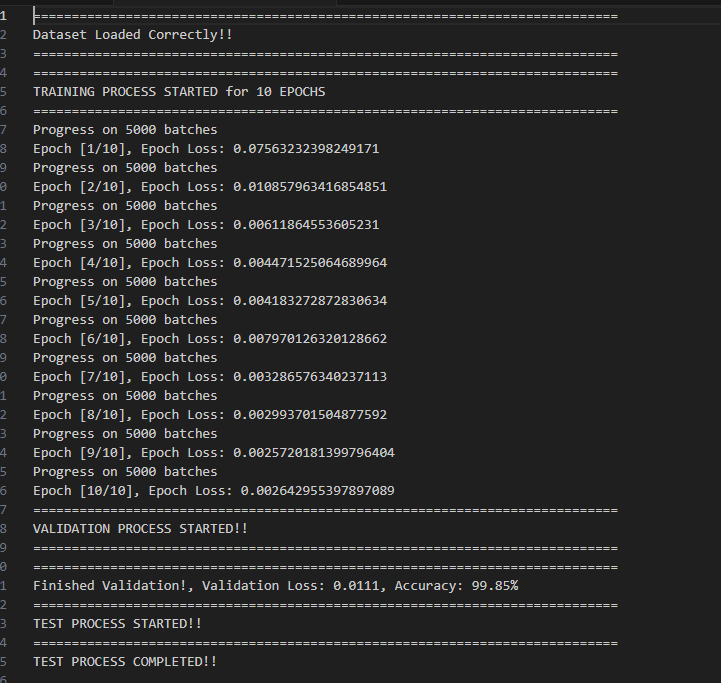 1 ============================================================================
2 Dataset Loaded Correctly!!
3 ============================================================================
4 ============================================================================
5 TRAINING PROCESS STARTED for 10 EPOCHS
6 ============================================================================
7 Progress on 5000 batches
8 Epoch [1/10], Epoch Loss: 0.07563232398249171
9 Progress on 5000 batches
0 Epoch [2/10], Epoch Loss: 0.010857963416854851
1 Progress on 5000 batches
2 Epoch [3/10], Epoch Loss: 0.00611864553605231
3 Progress on 5000 batches
4 Epoch [4/10], Epoch Loss: 0.004471525064689964
5 Progress on 5000 batches
6 Epoch [5/10], Epoch Loss: 0.004183272872830634
7 Progress on 5000 batches
8 Epoch [6/10], Epoch Loss: 0.007970126320128662
9 Progress on 5000 batches
0 Epoch [7/10], Epoch Loss: 0.003286576340237113
1 Progress on 5000 batches
2 Epoch [8/10], Epoch Loss: 0.002993701504877592
3 Progress on 5000 batches
4 Epoch [9/10], Epoch Loss: 0.0025720181399796404
5 Progress on 5000 batches
6 Epoch [10/10], Epoch Loss: 0.002642955397897089
7 ============================================================================
8 VALIDATION PROCESS STARTED!!
9 ============================================================================
0 ============================================================================
1 Finished Validation!, Validation Loss: 0.0111, Accuracy: 99.85%
2 ============================================================================
3 TEST PROCESS STARTED!!
4 ============================================================================
5 TEST PROCESS COMPLETED!!
6